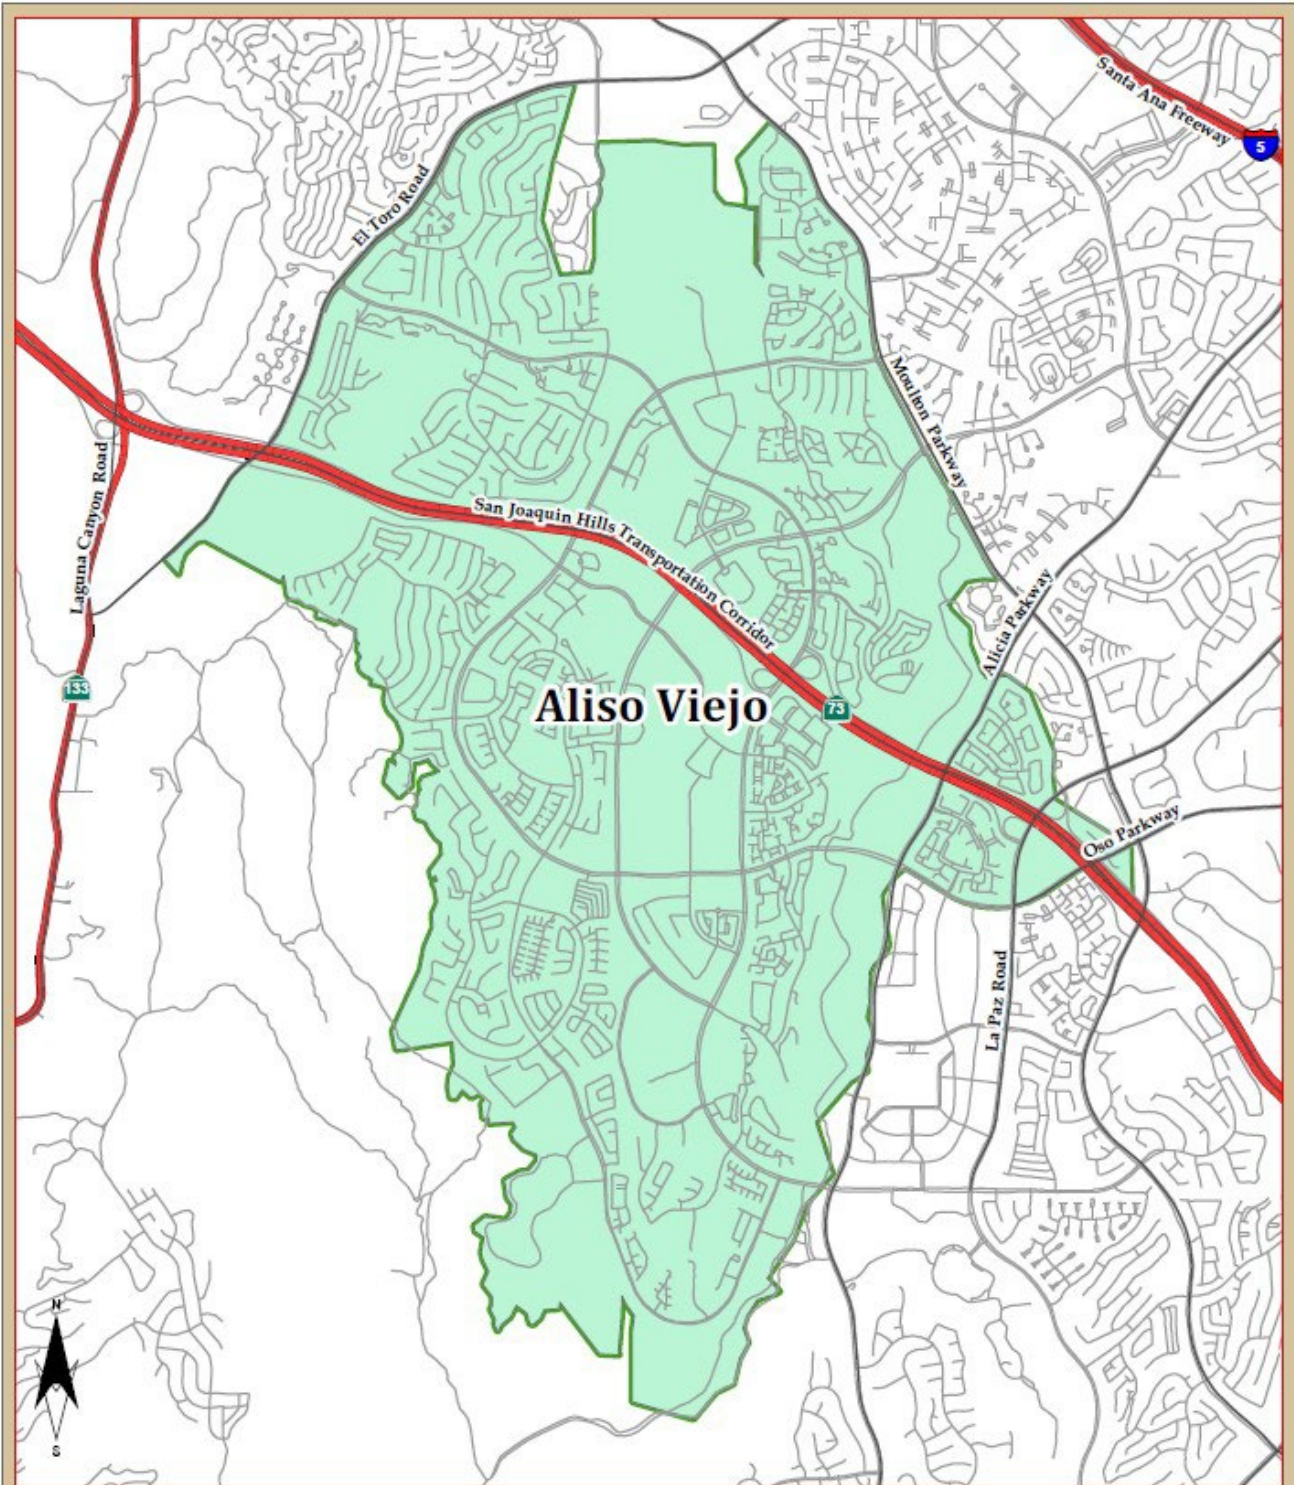 Santa Ana Freeway
5
El Toro Road
Moulton Parkway
Laguna Canyon Road
San Joaquin Hills Transportation Corridor
Alicia Parkway
133
Aliso Viejo
73
Oso Parkway
La Paz Road
N
S